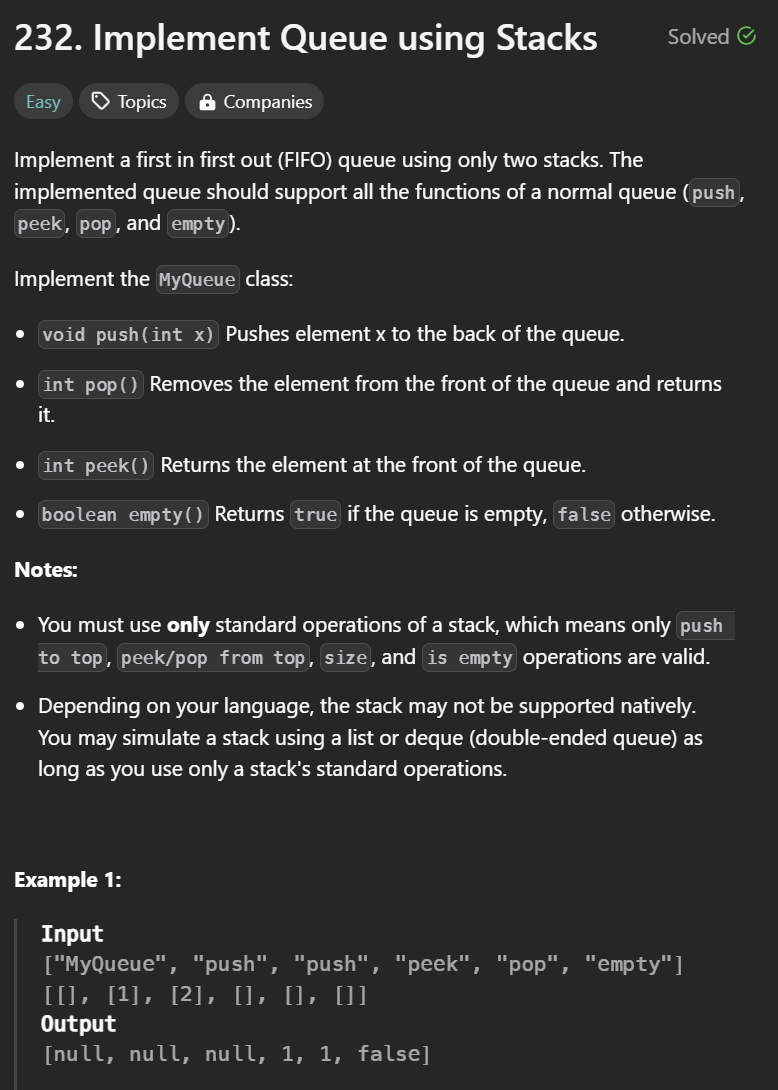 232. Implement Queue using Stacks
Solved
Easy
Topics
Companies
Implement a first in first out (FIFO) queue using only two stacks. The
implemented queue should support all the functions of a normal queue (push,
peek, pop, and empty).
Implement the MyQueue class:
• void push(int x) Pushes element x to the back of the queue.
• int pop() Removes the element from the front of the queue and returns
it.
• int peek() Returns the element at the front of the queue.
• boolean empty() Returns true if the queue is empty, false otherwise.
Notes:
• You must use only standard operations of a stack, which means only push
to top, peek/pop from top, size, and is empty operations are valid.
• Depending on your language, the stack may not be supported natively.
You may simulate a stack using a list or deque (double-ended queue) as
long as you use only a stack's standard operations.
Example 1:
Input
["MyQueue", "push", "push", "peek", "pop", "empty"]
[[], [1], [2], [], [], []]
Output
[null, null, null, 1, 1, false]